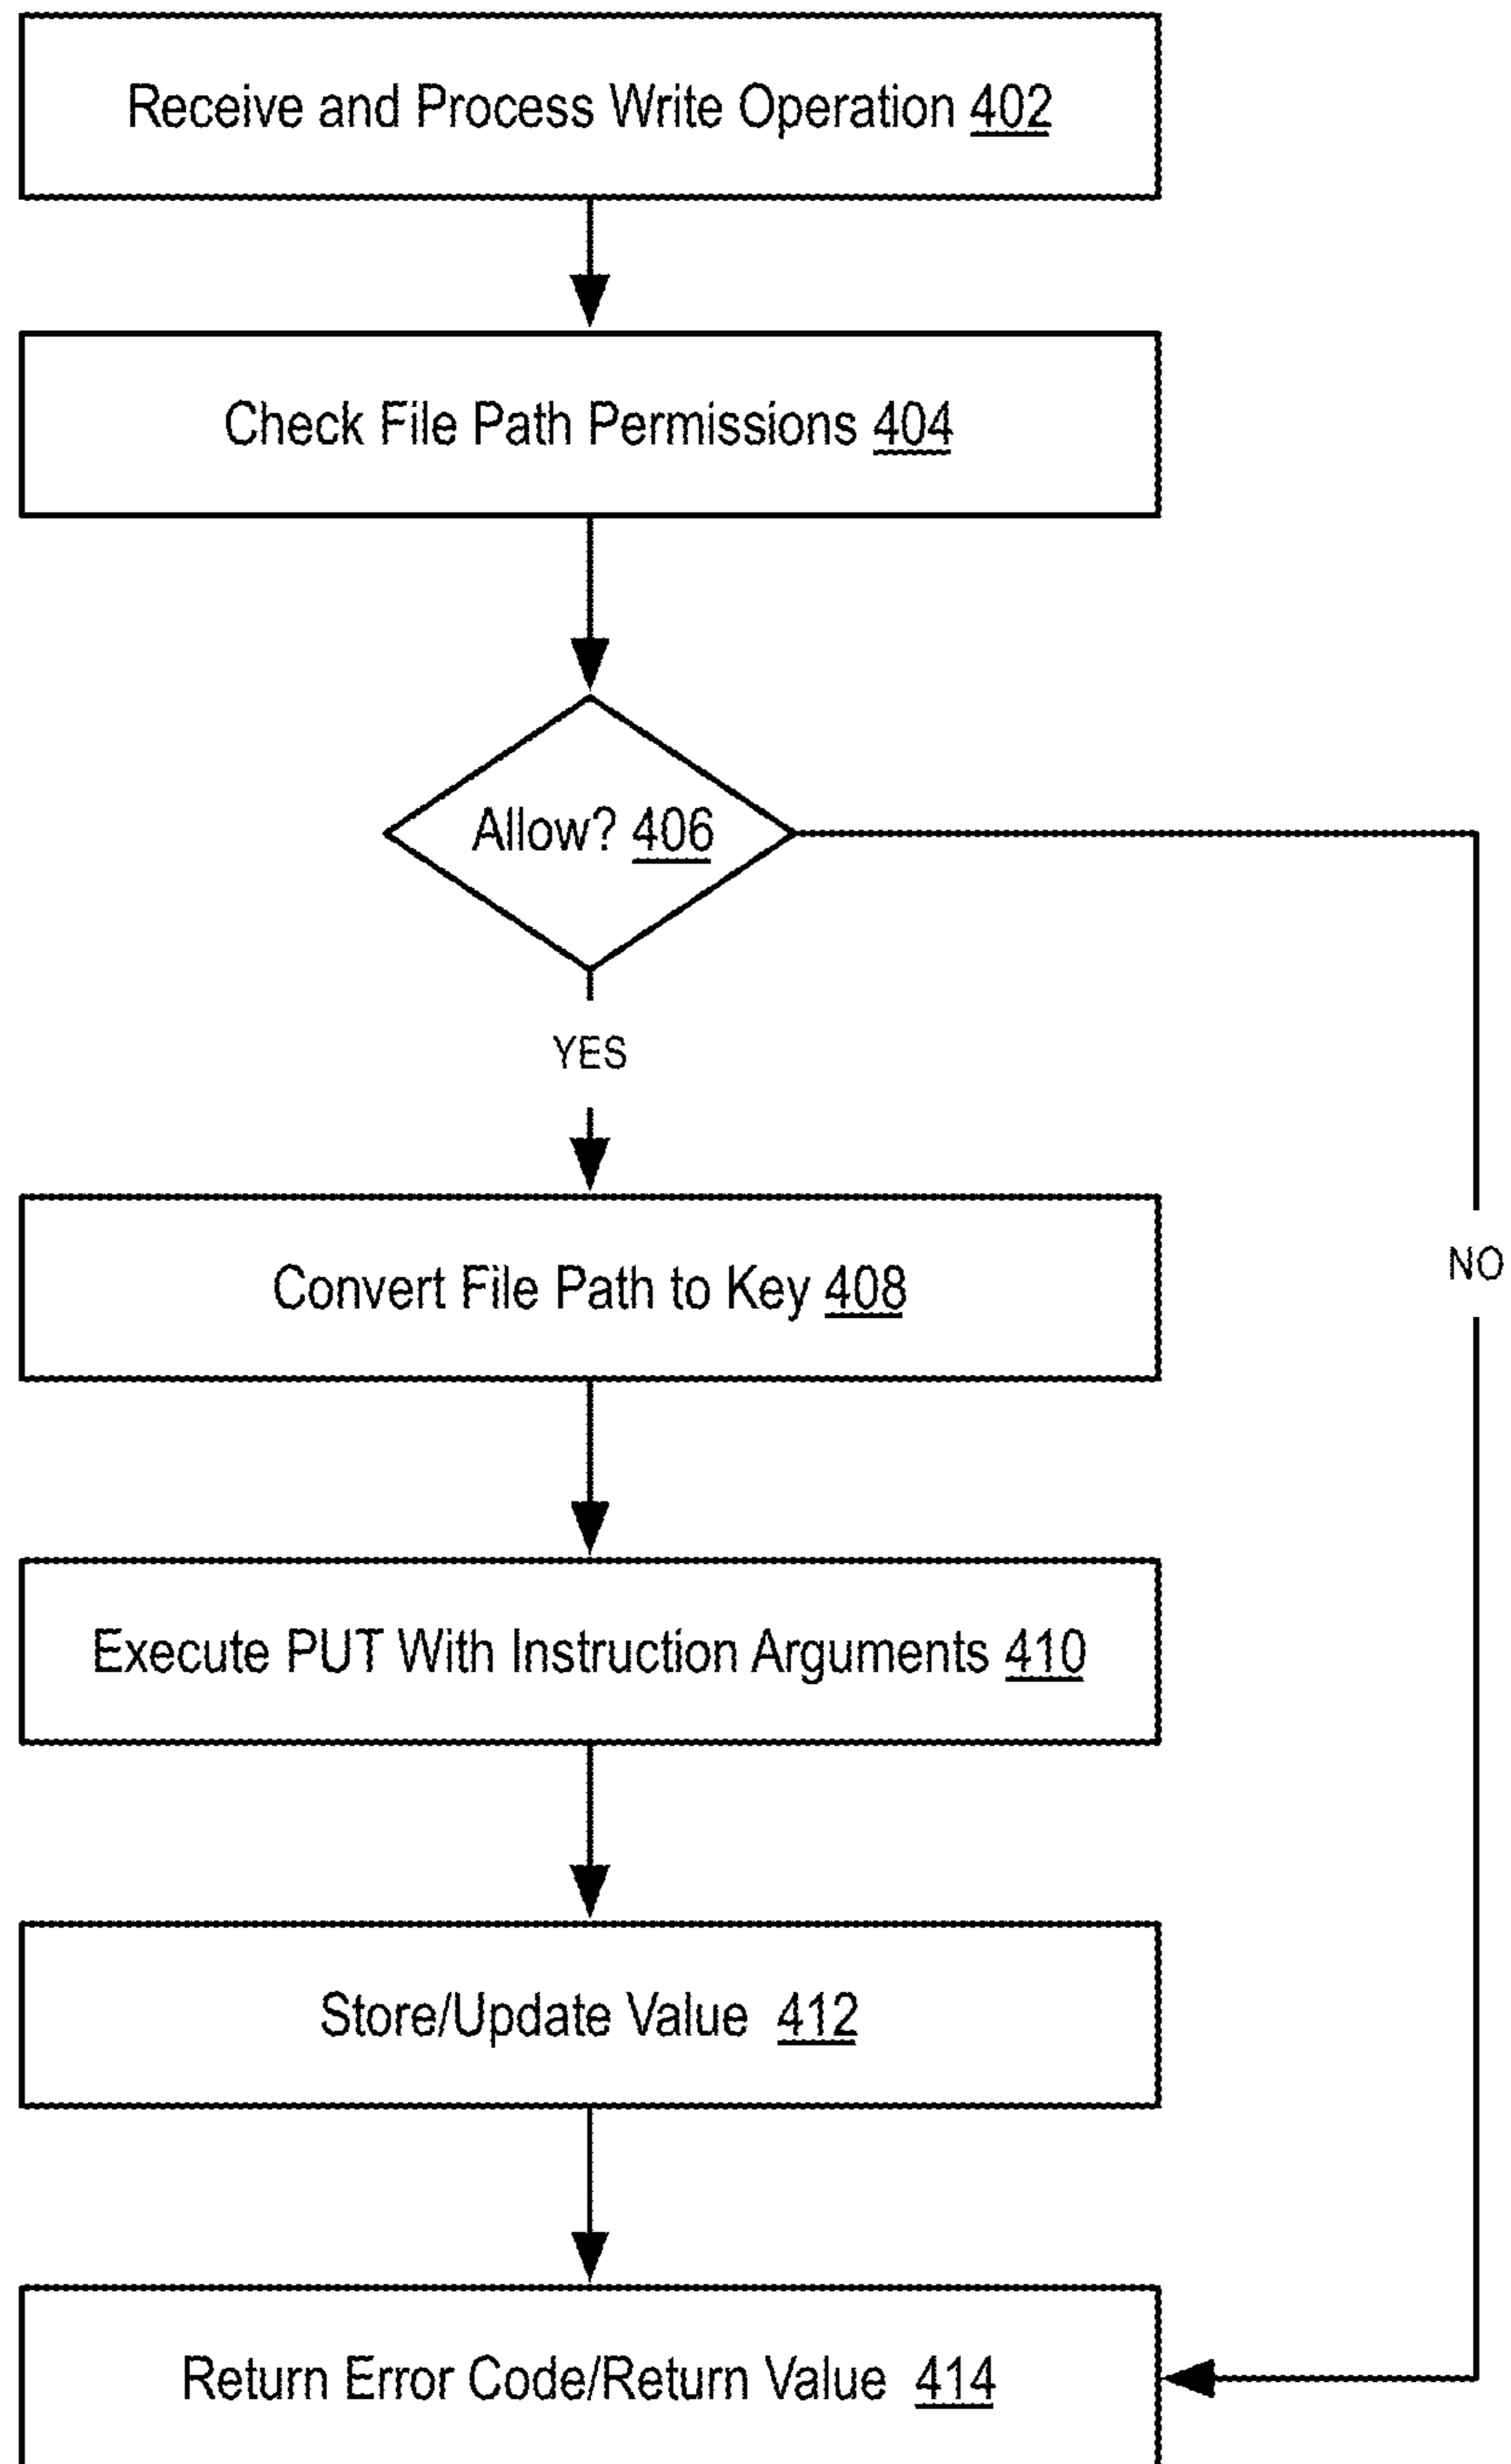 Receive and Process Write Operation 402
Check File Path Permissions 404
Allow? 406
YES
Convert File Path to Key 408
NO
Execute PUT With Instruction Arguments 410
Store/Update Value 412
Return Error Code/Return Value 414